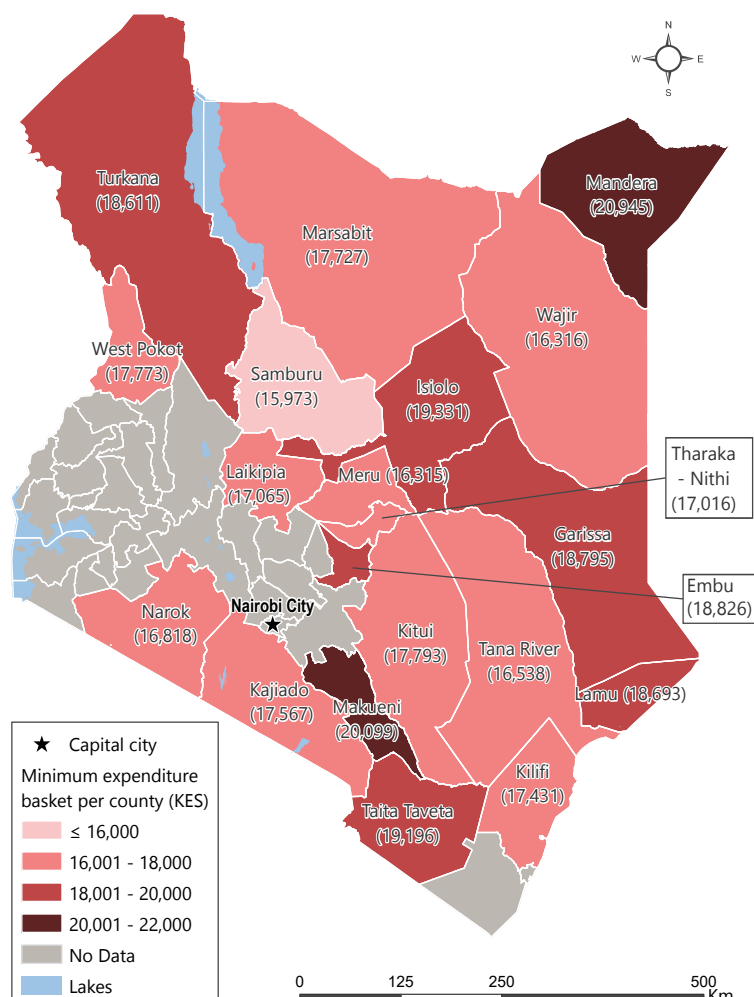 N
W
E
S
Turkana
(18,611)
Mandera
(20,945)
Marsabit
(17,727)
Wajir
(16,316)
West Pokot
(17,773)
Samburu
(15,973)
Isiolo
(19,331)
Laikipia
(17,065)
Meru (16,315)
Tharaka
- Nithi
(17,016)
Garissa
(18,795)
Embu
(18,826)
Narok
(16,818)
Nairobi City
Kitui
(17,793)
Tana River
(16,538)
Kajiado
(17,567)
Makueni
(20,099)
Lamu (18,693)
Kilifi
(17,431)
Taita Taveta
(19,196)
Capital city
Minimum expenditure
basket per county (KES)
≤ 16,000
16,001 - 18,000
18,001 - 20,000
20,001 - 22,000
No Data
Lakes
0 125 250 500
Km